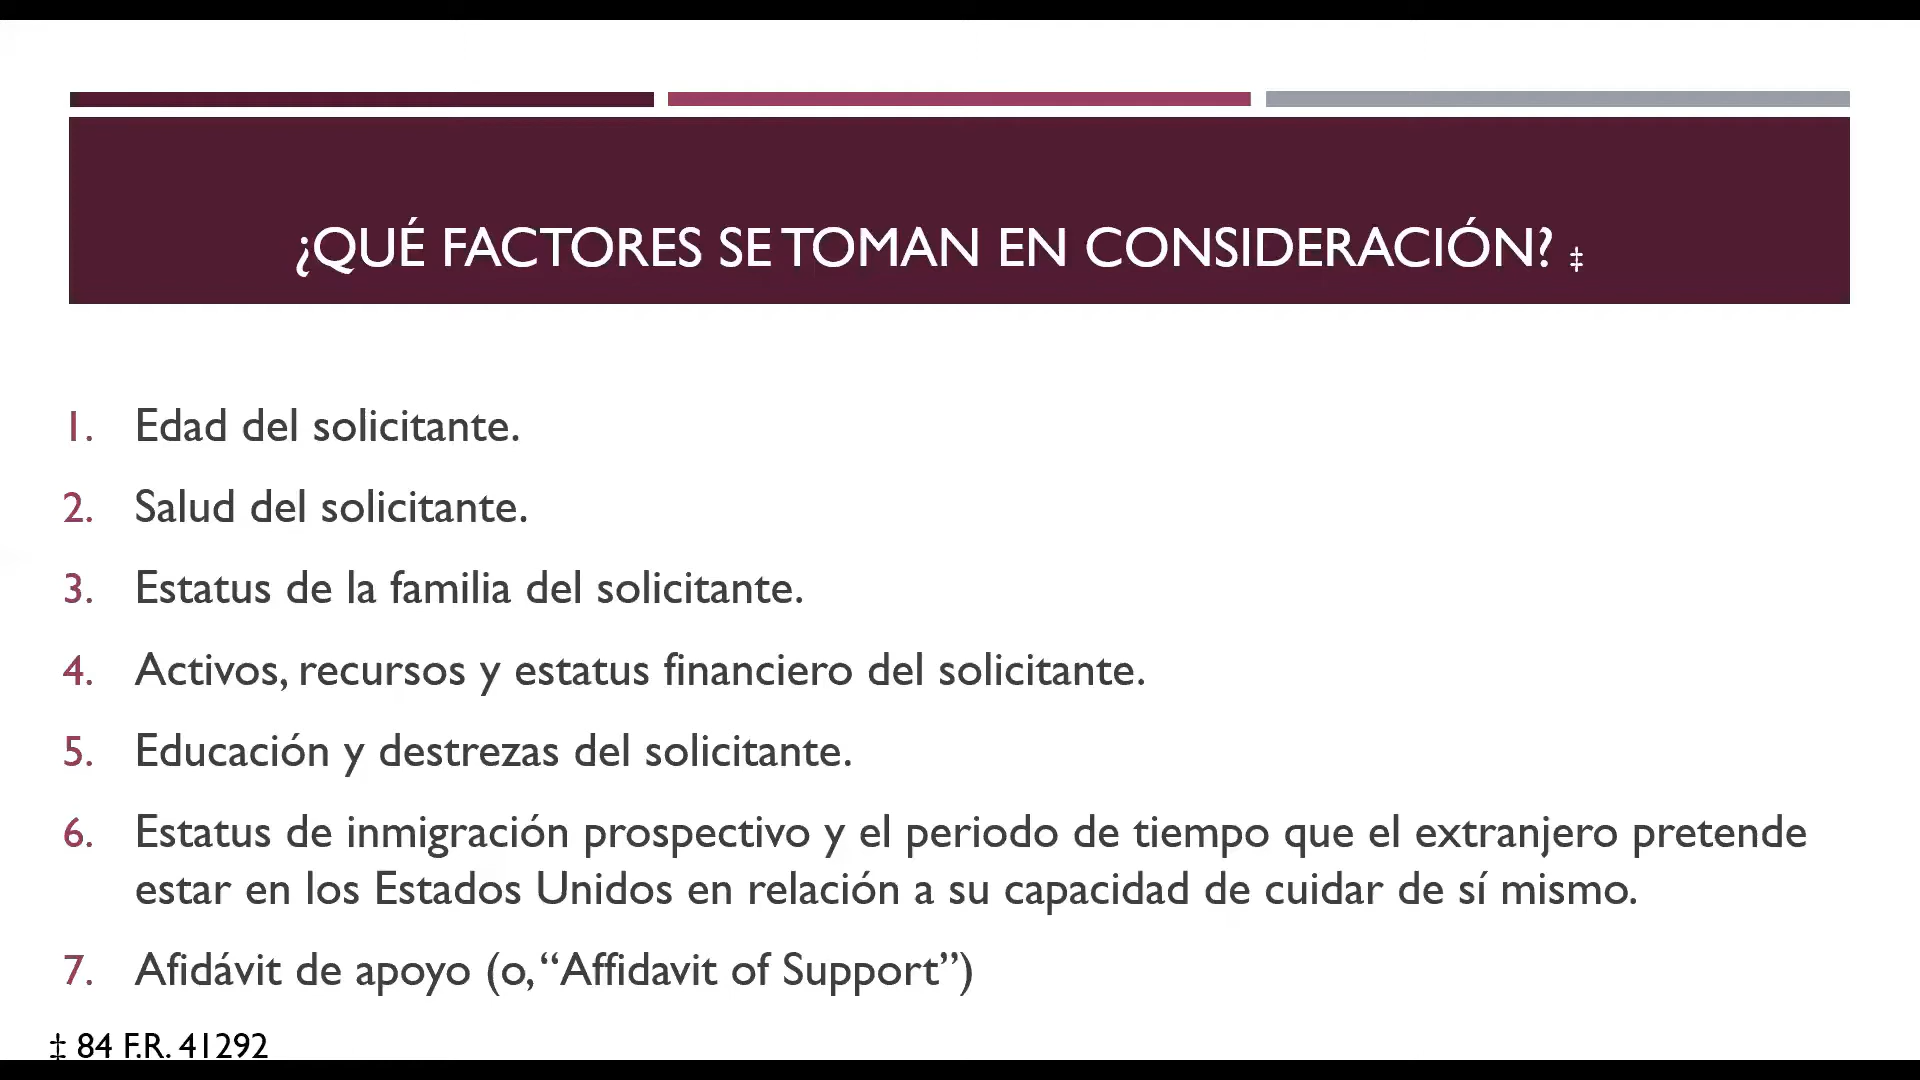 ¿QUÉ FACTORES SE TOMAN EN CONSIDERACIÓN? ‡
1. Edad del solicitante.
2. Salud del solicitante.
3. Estatus de la familia del solicitante.
4. Activos, recursos y estatus financiero del solicitante.
5. Educación y destrezas del solicitante.
6. Estatus de inmigración prospectivo y el periodo de tiempo que el extranjero pretende
estar en los Estados Unidos en relación a su capacidad de cuidar de sí mismo.
7. Afidávit de apoyo (o, “Affidavit of Support”)
‡ 84 F.R. 41292